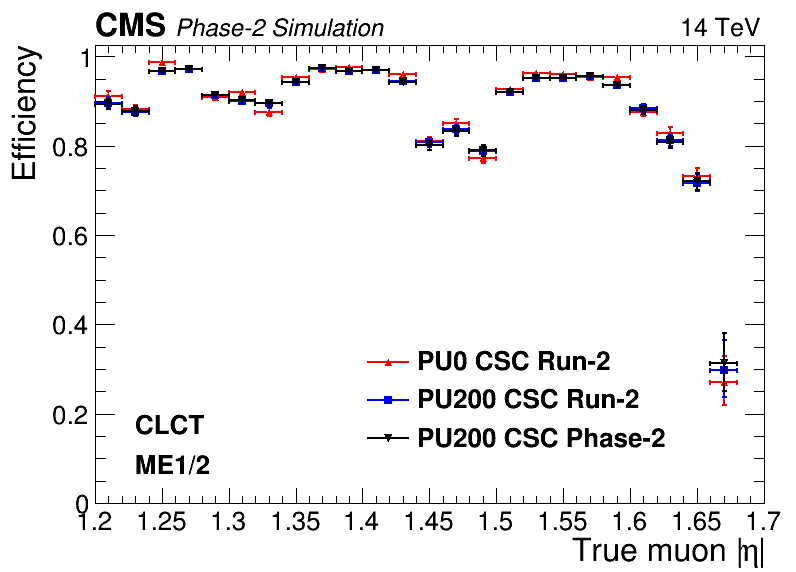 CMS Phase-2 Simulation 14 TeV
Efficiency
1
0.8
0.6
0.4
0.2
0
PU0 CSC Run-2
PU200 CSC Run-2
PU200 CSC Phase-2
CLCT
ME1/2
1.2 1.25 1.3 1.35 1.4 1.45 1.5 1.55 1.6 1.65 1.7
True muon |η|